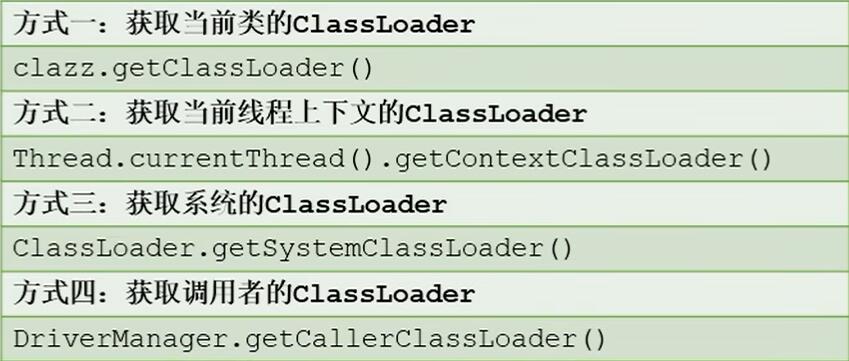 方式一：获取当前类的ClassLoader
clazz.getClassLoader()
方式二：获取当前线程上下文的ClassLoader
Thread.currentThread().getContextClassLoader()
方式三：获取系统的ClassLoader
ClassLoader.getSystemClassLoader()
方式四：获取调用者的ClassLoader
DriverManager.getCallerClassLoader()